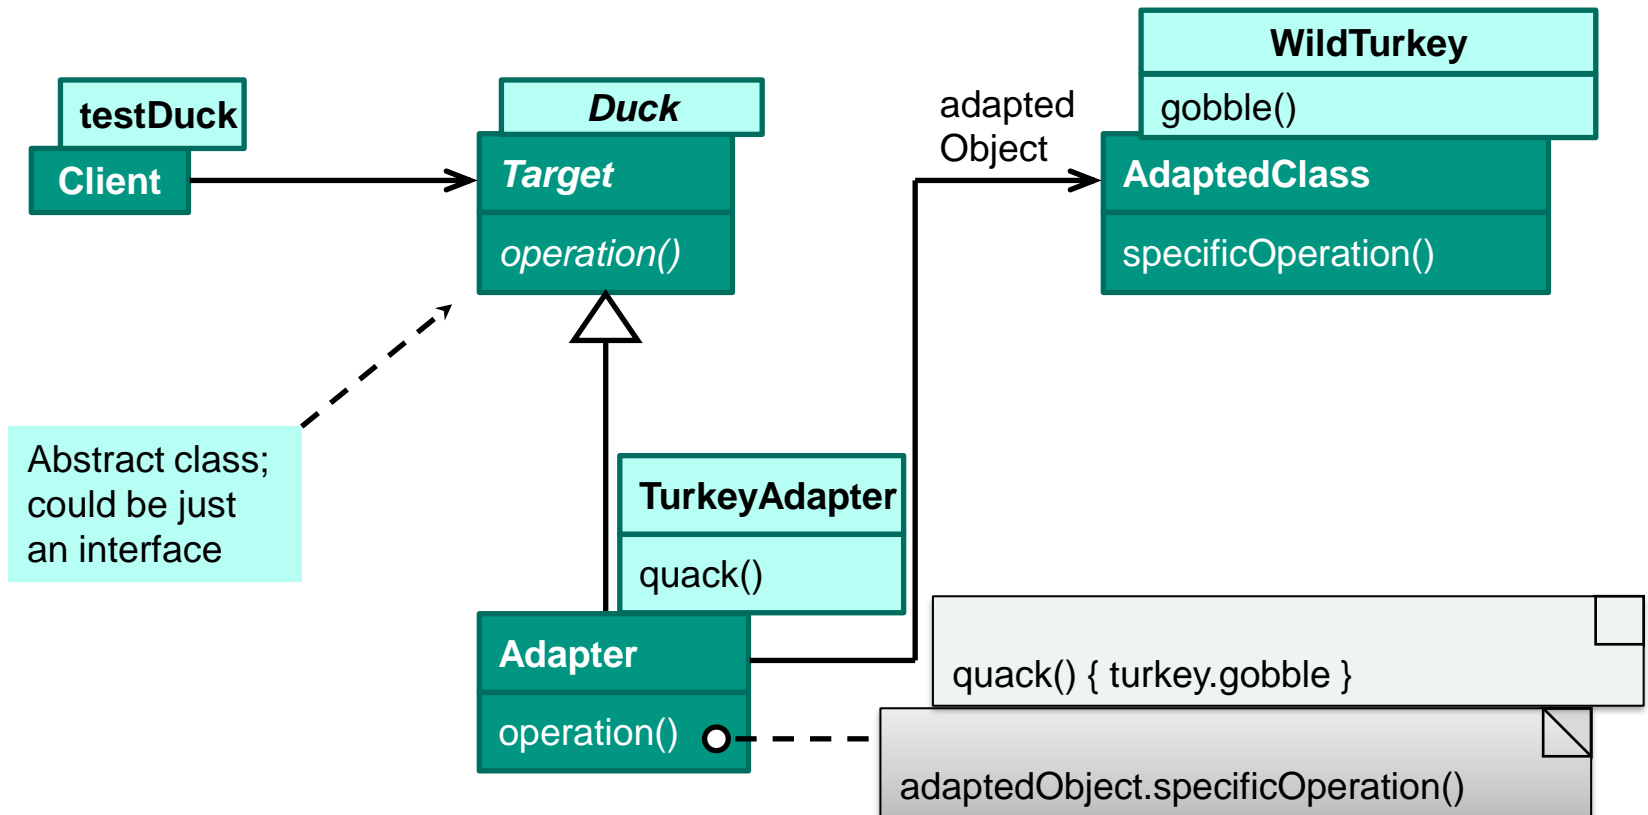 WildTurkey
gobble()
testDuck
Duck
adapted
Object
Client
Target
operation()
AdaptedClass
specificOperation()
Abstract class;
could be just
an interface
TurkeyAdapter
quack()
Adapter
operation()
quack() { turkey.gobble }
adaptedObject.specificOperation()